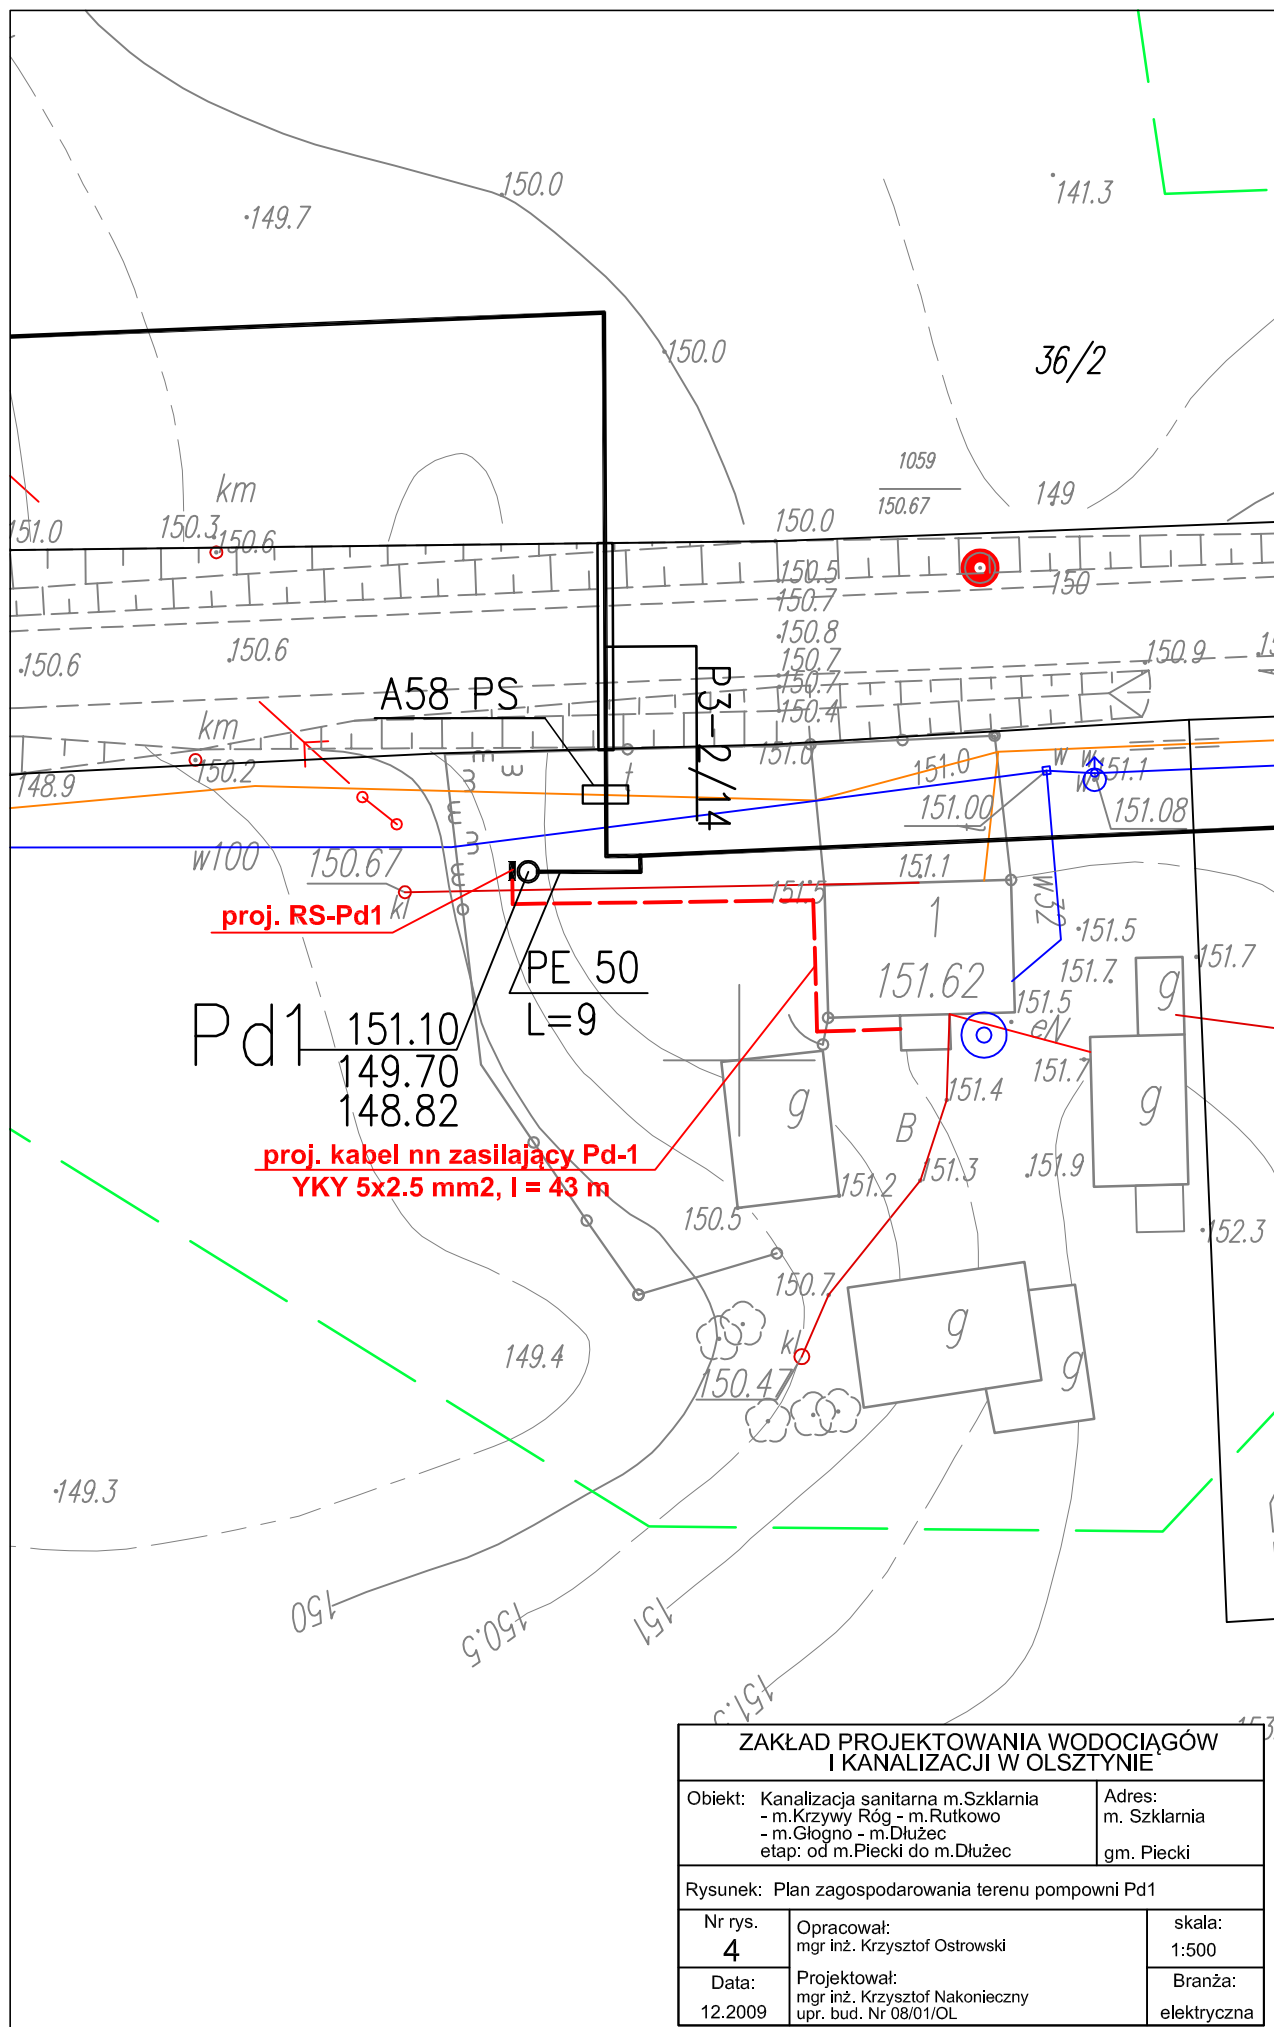 150.0
149.7
141.3
150.0
36/2
1059
150.67
149
km
151.0
150.3
150.6
150.0
150.5
150
150.7
150.8
150.6
150.6
150.7
150.9
150.7
150.4
A58 PS
P3-2/14
km
150.2
148.9
151.0
151.0
w
w
w
151.1
151.00
151.08
t
w100
150.67
kl
151.1
151.5
W32
proj. RS-Pd1
1
151.62
151.5
151.7
151.7
g
PE 50
L=9
Pd1
151.10
149.70
148.82
151.5
eN
151.7
g
g
151.4
B
proj. kabel nn zasilający Pd-1
YKY 5x2.5 mm2, l = 43 m
151.3
151.9
151.2
150.5
152.3
150.7
g
g
kl
149.4
150.47
149.3
150
150.5
151
ZAKŁAD PROJEKTOWANIA WODOCIĄGÓW
I KANALIZACJI W OLSZTYNIE
Obiekt: Kanalizacja sanitarna m.Szklarnia
- m.Krzywy Róg - m.Rutkowo
- m.Głogno - m.Dłużec
etap: od m.Piecki do m.Dłużec
Adres:
m. Szklarnia
gm. Piecki
Rysunek: Plan zagospodarowania terenu pompowni Pd1
Nr rys.
4
Opracował:
mgr inż. Krzysztof Ostrowski
skala:
1:500
Data:
12.2009
Projektował:
mgr inż. Krzysztof Nakonieczny
upr. bud. Nr 08/01/OL
Branża:
elektryczna